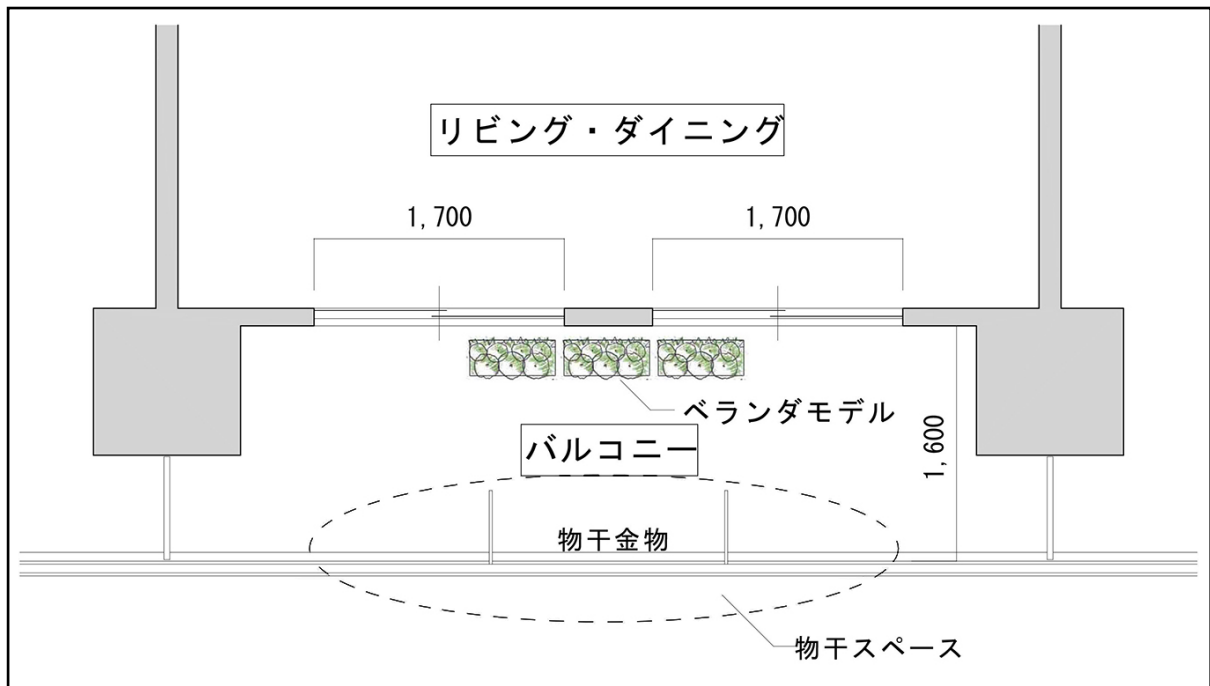 リビング・ダイニング
1,700
1,700
ベランダモデル
バルコニー
1,600
物干金物
物干スペース